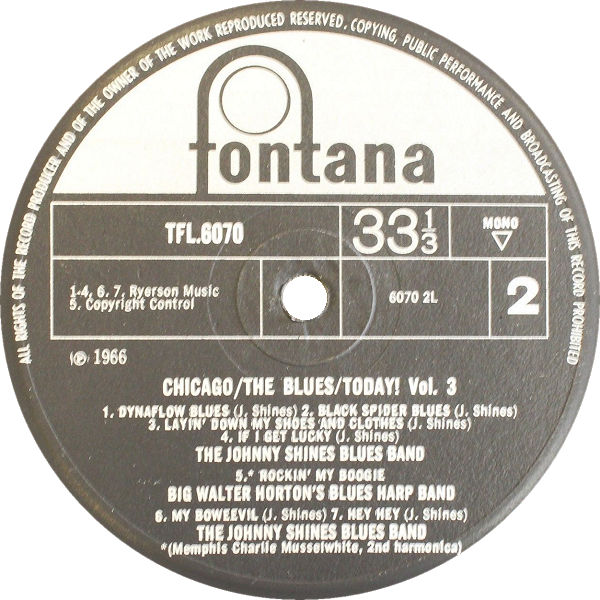 ALL RIGHTS OF THE RECORD PRODUCER AND OF THE OWNER OF THE WORK REPRODUCED RESERVED. COPYING, PUBLIC PERFORMANCE AND BROADCASTING OF THIS RECORD PROHIBITED
fontana
TFL.6070
33 1/3
MONO
1-4, 6, 7, Ryerson Music
5. Copyright Control
6070 2L
2
℗ 1966
CHICAGO/THE BLUES/TODAY! Vol. 3
1. DYNAFLOW BLUES (J. Shines) 2. BLACK SPIDER BLUES (J. Shines)
3. LAYIN' DOWN MY SHOES AND CLOTHES (J. Shines)
4. IF I GET LUCKY (J. Shines)
THE JOHNNY SHINES BLUES BAND
5.* ROCKIN' MY BOOGIE
BIG WALTER HORTON'S BLUES HARP BAND
6. MY BOWEEVIL (J. Shines) 7. HEY HEY (J. Shines)
THE JOHNNY SHINES BLUES BAND
*(Memphis Charlie Musselwhite, 2nd harmonica)